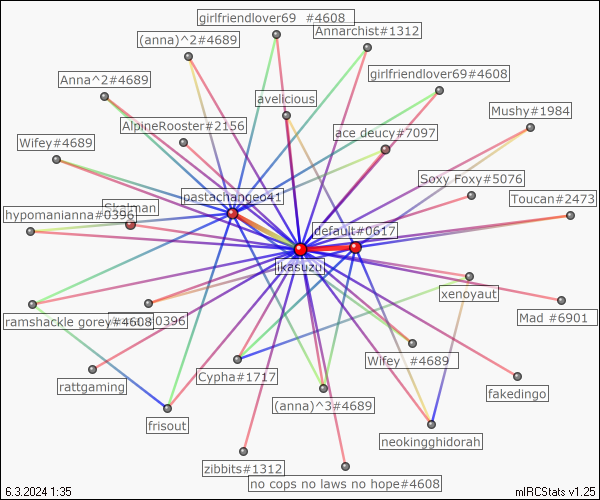 girlfriendlover69 #4608
Annarchist#1312
(anna)^2#4689
girlfriendlover69#4608
Anna^2#4689
avelicious
Mushy#1984
AlpineRooster#2156
ace deucy#7097
Wifey#4689
Soxy Foxy#5076
pastachangeo41
Toucan#2473
hypomanianna#0396
default#0617
likasuzu
xenoyaut
ramshackle gorey#4608
#0396
Mad #6901
Wifey #4689
Cypha#1717
rattgaming
fakedingo
(anna)^3#4689
frisout
neokingghidorah
zibbits#1312
no cops no laws no hope#4608
6.3.2024 1:35
mIRCStats v1.25